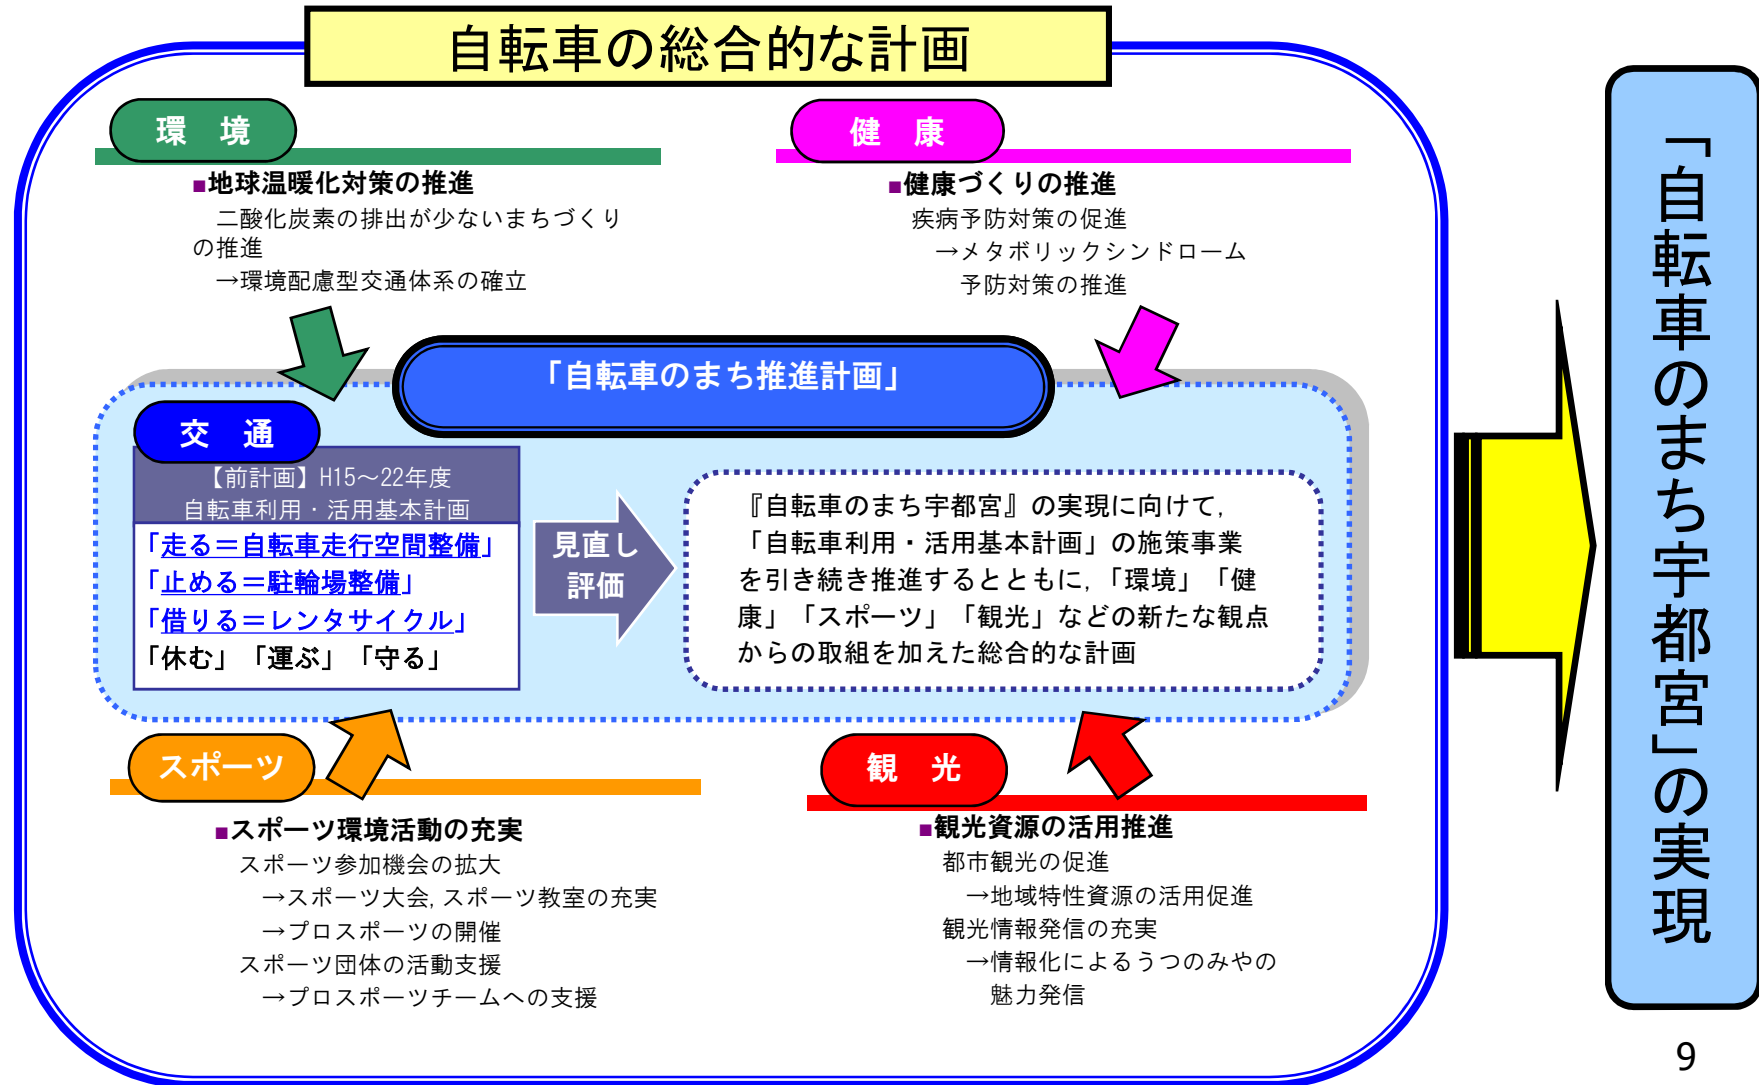 自転車の総合的な計画
環　境
■地球温暖化対策の推進
二酸化炭素の排出が少ないまちづくり
の推進
→環境配慮型交通体系の確立
健　康
■健康づくりの推進
疾病予防対策の促進
→メタボリックシンドローム
予防対策の推進
「自転車のまち推進計画」
交　通
【前計画】H15～22年度
自転車利用・活用基本計画
「走る＝自転車走行空間整備」
「止める＝駐輪場整備」
「借りる＝レンタサイクル」
「休む」「運ぶ」「守る」
見直し
評価
『自転車のまち宇都宮』の実現に向けて,
「自転車利用・活用基本計画」の施策事業
を引き続き推進するとともに,「環境」「健
康」「スポーツ」「観光」などの新たな観点
からの取組を加えた総合的な計画
スポーツ
■スポーツ環境活動の充実
スポーツ参加機会の拡大
→スポーツ大会,スポーツ教室の充実
→プロスポーツの開催
スポーツ団体の活動支援
→プロスポーツチームへの支援
観　光
■観光資源の活用推進
都市観光の促進
→地域特性資源の活用促進
観光情報発信の充実
→情報化によるうつのみやの
魅力発信
「自転車のまち宇都宮」の実現
9